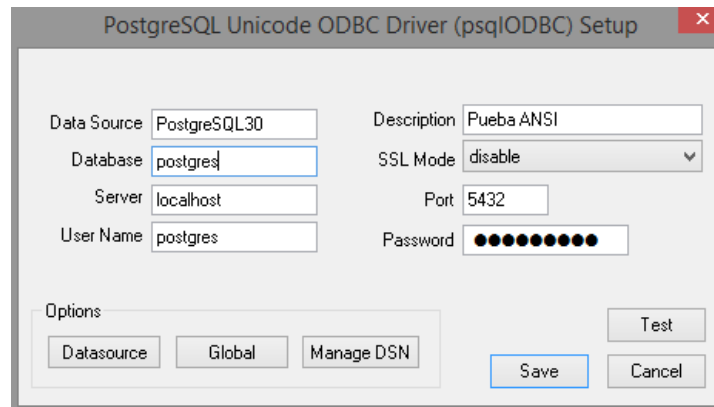 PostgreSQL Unicode ODBC Driver (psqlODBC) Setup
Data Source PostgreSQL30 Description Pueba ANSI
Database postgres SSL Mode disable
Server localhost Port 5432
User Name postgres Password ●●●●●●●●●
Options
Datasource Global Manage DSN
Test
Save Cancel